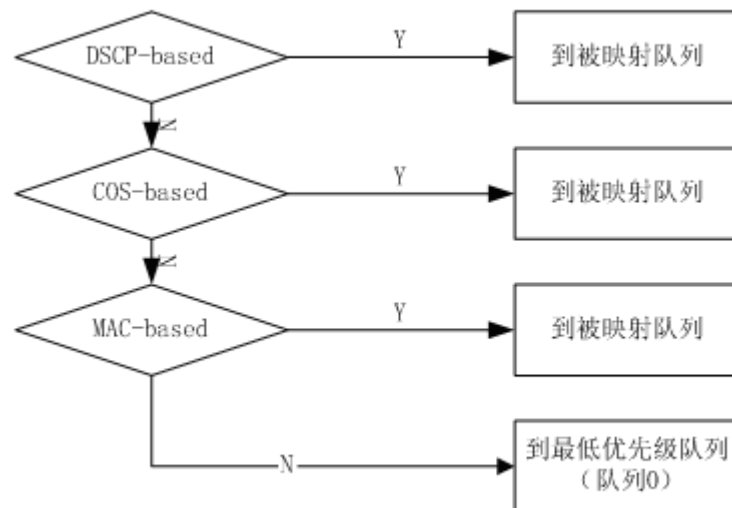 DSCP-based
Y
到被映射队列
N
COS-based
Y
到被映射队列
N
MAC-based
Y
到被映射队列
N
到最低优先级队列
（队列0）